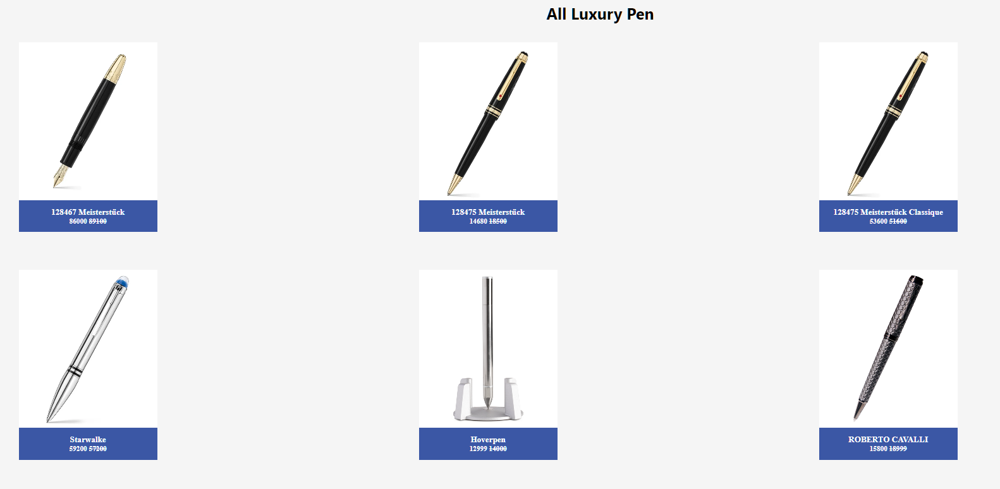 All Luxury Pen
128467 Meisterstück
86000 89100
128475 Meisterstück
14680 18500
128475 Meisterstück Classique
53600 51600
Starwalke
59200 57200
Hoverpen
12999 14000
ROBERTO CAVALLI
15800 18999